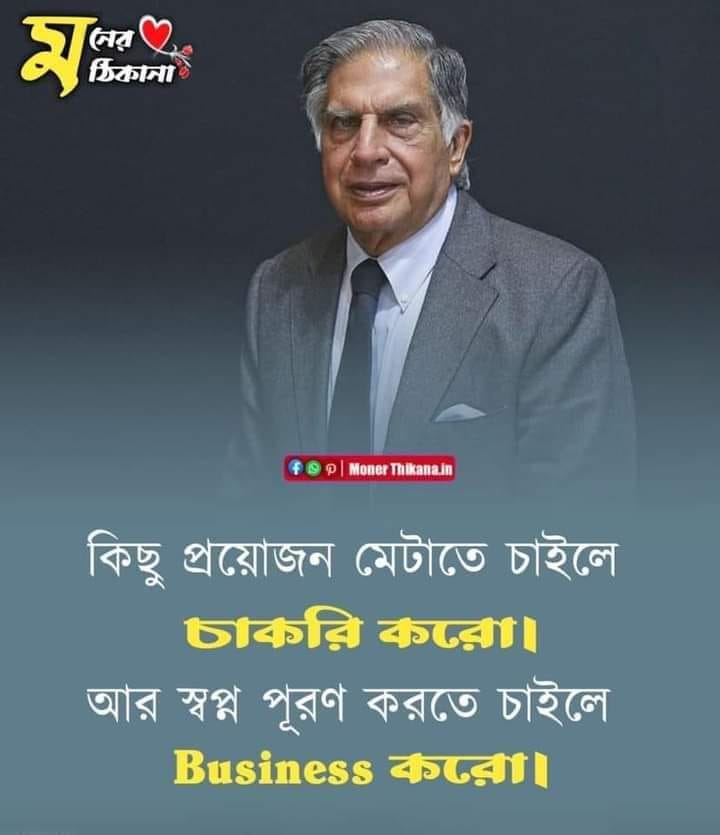 মনের
ঠিকানা
Moner Thikana.in
কিছু প্রয়োজন মেটাতে চাইলে
চাকরি করো।
আর স্বপ্ন পূরণ করতে চাইলে
Business করো।